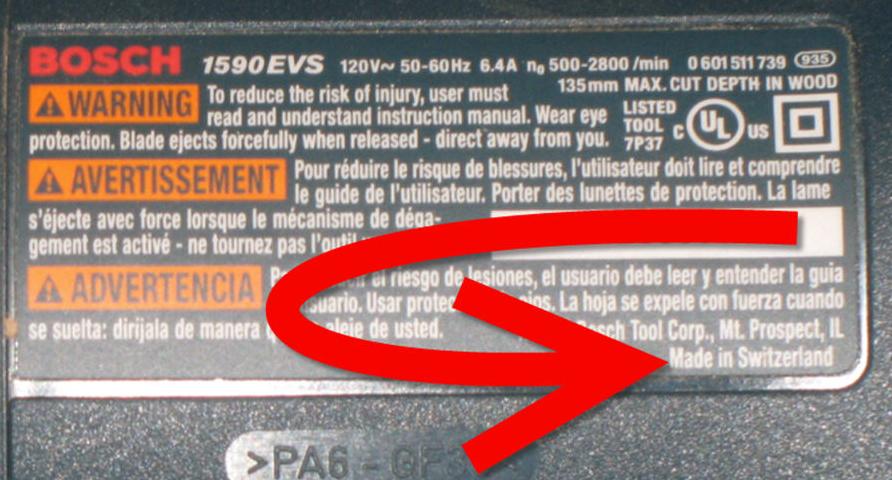 BOSCH 1590EVS 120V~ 50-60Hz 6.4A n₀ 500-2800/min 0 601 511 739 935
135mm MAX. CUT DEPTH IN WOOD
WARNING To reduce the risk of injury, user must
read and understand instruction manual. Wear eye
protection. Blade ejects forcefully when released - direct away from you.
LISTED
TOOL
7P37
C UL US
AVERTISSEMENT Pour réduire le risque de blessures, l'utilisateur doit lire et comprendre
le guide de l'utilisateur. Porter des lunettes de protection. La lame
s'éjecte avec force lorsque le mécanisme de déga-
gement est activé - ne tournez pas l'outil
ADVERTENCIA el riesgo de lesiones, el usuario debe leer y entender la guia
Usar La hoja se expele con fuerza cuando
se suelta: dirijala de manera aleje de usted.
Bosch Tool Corp., Mt. Prospect, IL
Made in Switzerland
>PA6 - GF